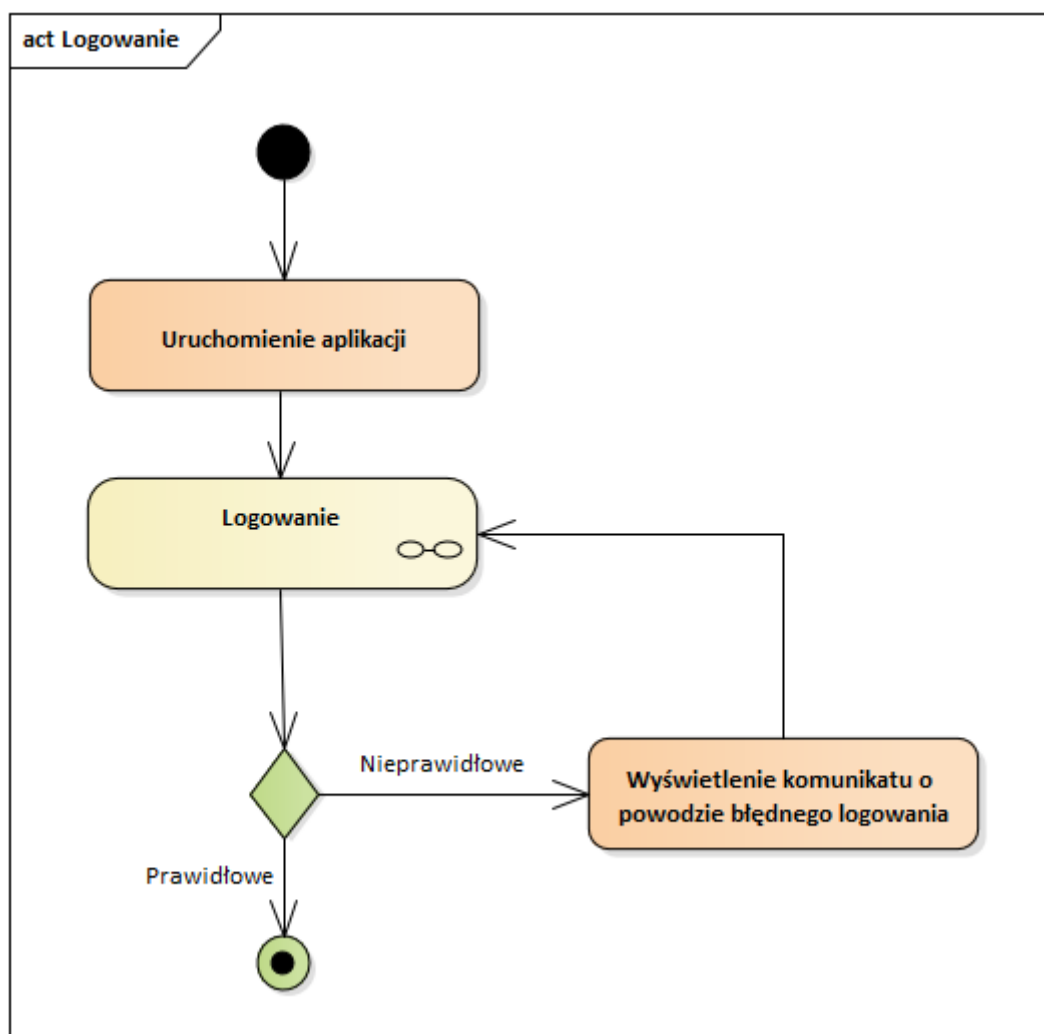 act Logowanie
Uruchomienie aplikacji
Logowanie
Nieprawidłowe
Wyświetlenie komunikatu o
powodzie błędnego logowania
Prawidłowe